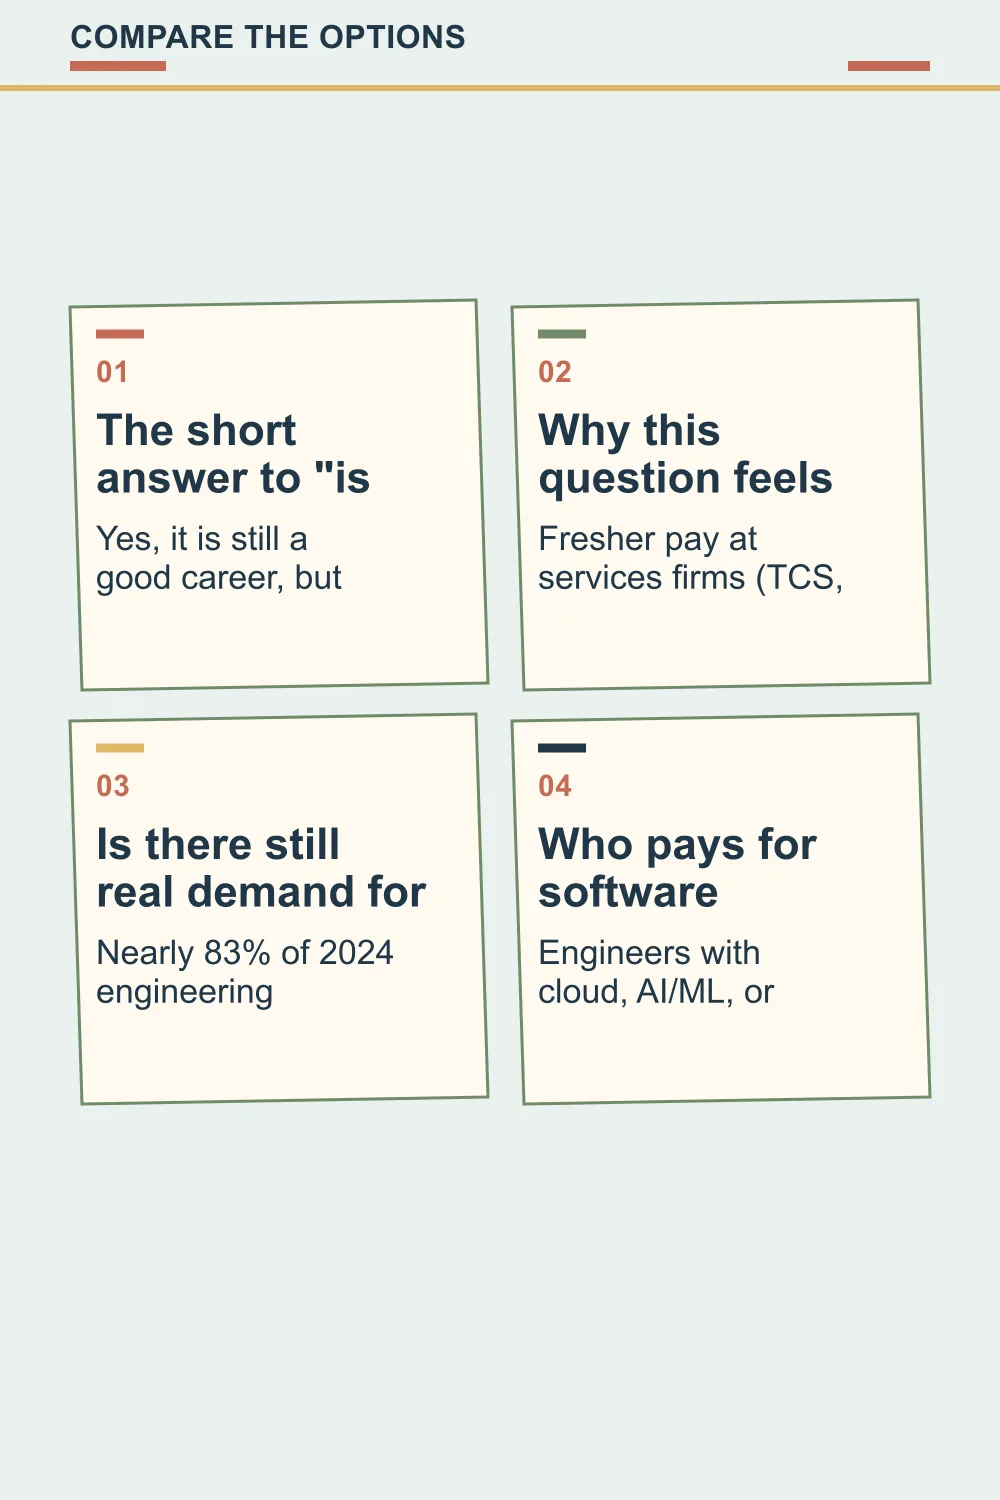 COMPARE THE OPTIONS
01
The short
answer to "is
Yes, it is still a
good career, but
02
Why this
question feels
Fresher pay at
services firms (TCS,
03
Is there still
real demand for
Nearly 83% of 2024
engineering
04
Who pays for
software
Engineers with
cloud, AI/ML, or